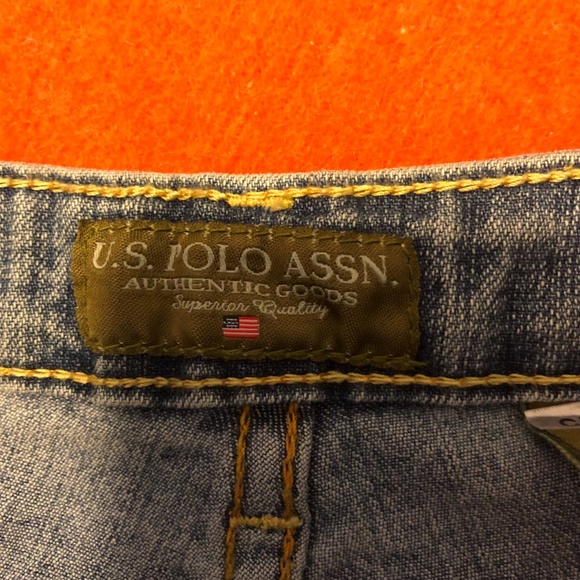 U.S. POLO ASSN.
AUTHENTIC GOODS
Superior Quality